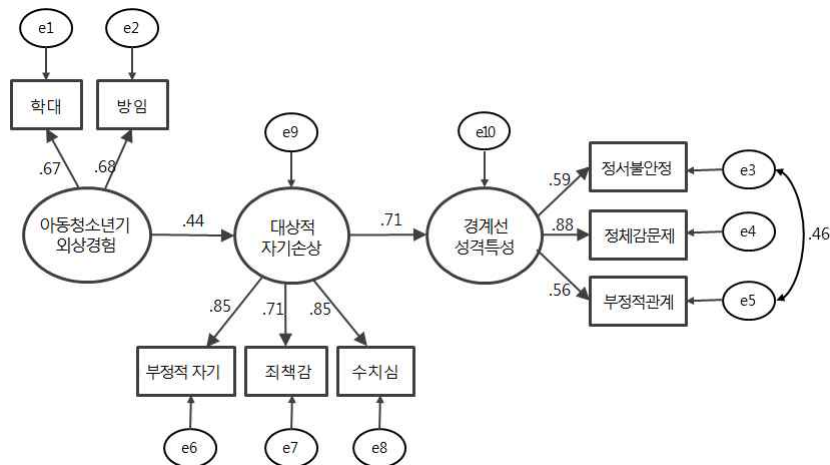 e1
e2
학대
방임
e9
e10
.67
.68
.59
정서불안정
e3
아동청소년기
외상경험
.44
대상적
자기손상
.71
경계선
성격특성
.88
정체감문제
e4
.46
.56
부정적관계
e5
.85
.71
.85
부정적 자기
죄책감
수치심
e6
e7
e8